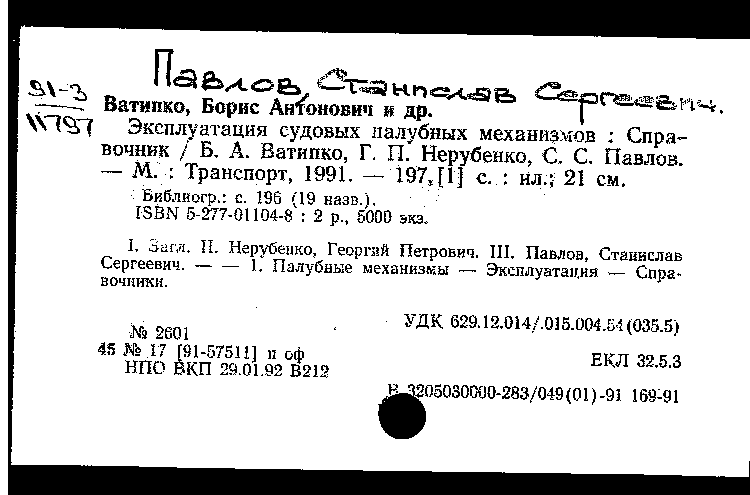 Павлов, Станислав Сергеевич.
91-3
11797
Ватипко, Борис Антонович и др.
Эксплуатация судовых палубных механизмов : Спра-
вочник / Б. А. Ватипко, Г. П. Нерубенко, С. С. Павлов.
— М. : Транспорт, 1991. — 197,[1] с. : ил.; 21 см.
Библиогр.: с. 196 (19 назв.).
ISBN 5-277-01104-8 : 2 р., 5000 экз.
I. Загл. II. Нерубенко, Георгий Петрович. III. Павлов, Станислав
Сергеевич. — — 1. Палубные механизмы — Эксплуатация — Спра-
вочники.
УДК 629.12.014/.015.004.54(035.5)
№ 2601
45 № 17 [91-57511] п оф
НПО ВКП 29.01.92 В212
ЕКЛ 32.5.3
В 3205030000-283/049(01)-91 169-91